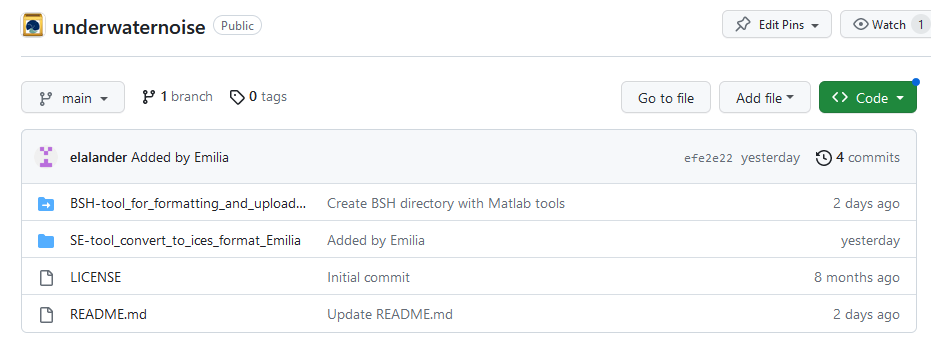 underwaternoise Public Edit Pins Watch 1
main 1 branch 0 tags Go to file Add file Code
elalander Added by Emilia efe2e22 yesterday 4 commits
BSH-tool_for_formatting_and_upload... Create BSH directory with Matlab tools 2 days ago
SE-tool_convert_to_ices_format_Emilia Added by Emilia yesterday
LICENSE Initial commit 8 months ago
README.md Update README.md 2 days ago